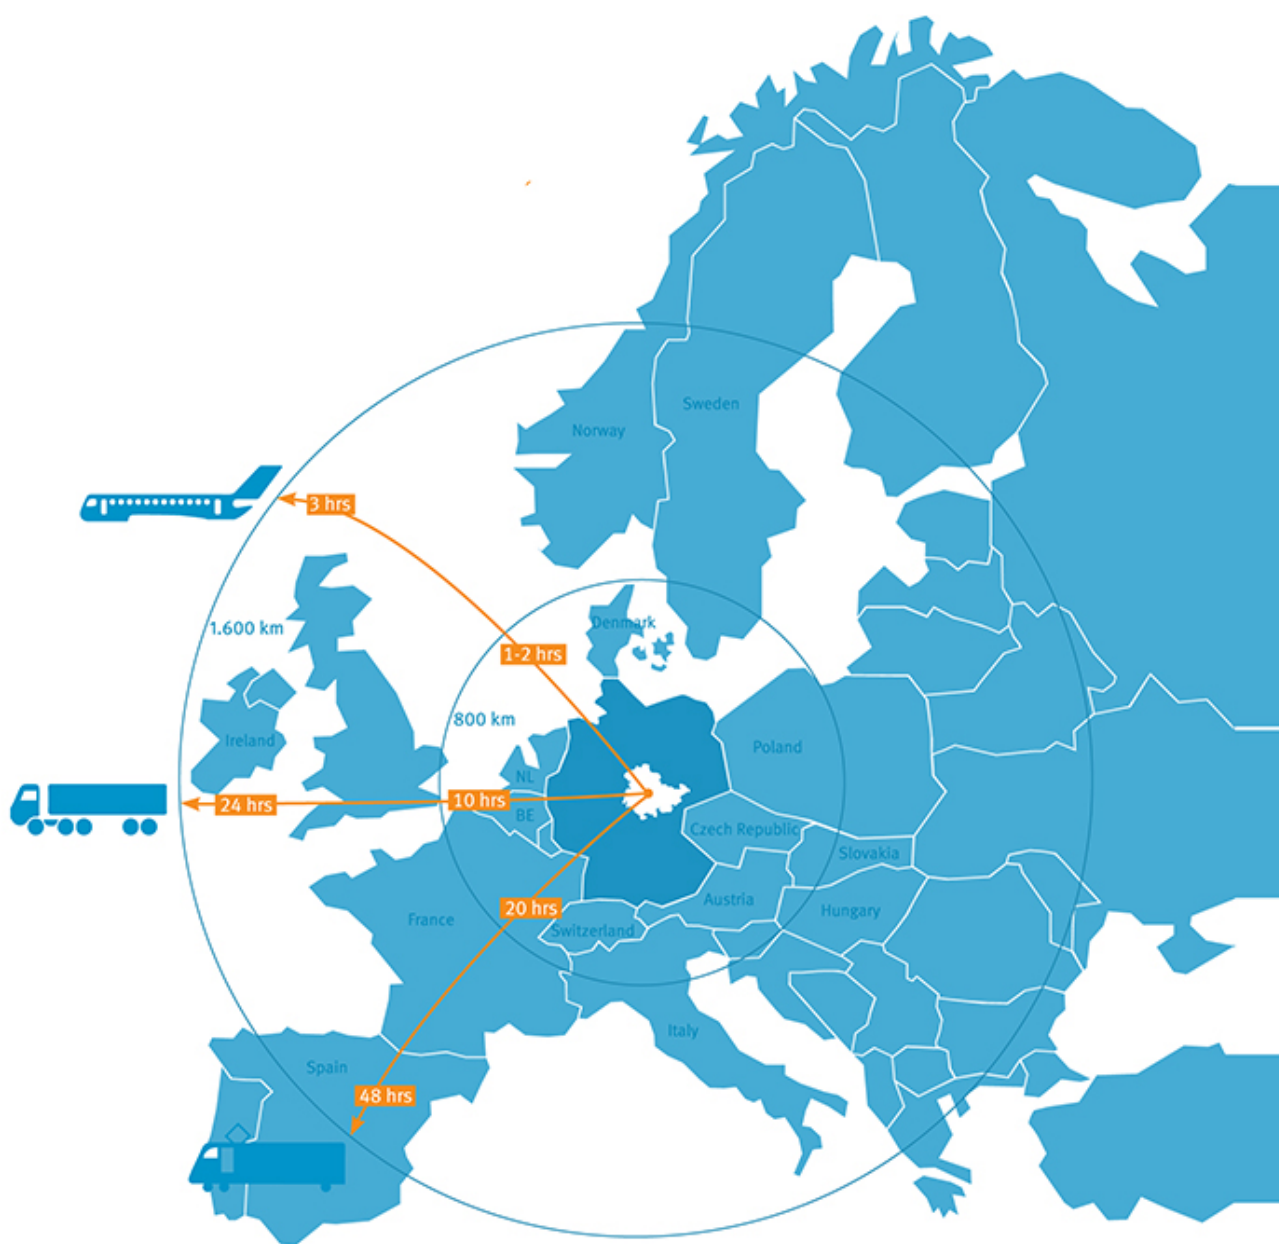 Sweden
Norway
3 hrs
Denmark
1.600 km
1-2 hrs
800 km
Ireland
Poland
NL
24 hrs
10 hrs
BE
Czech Republic
Slovakia
Austria
20 hrs
Hungary
France
Switzerland
Italy
Spain
48 hrs